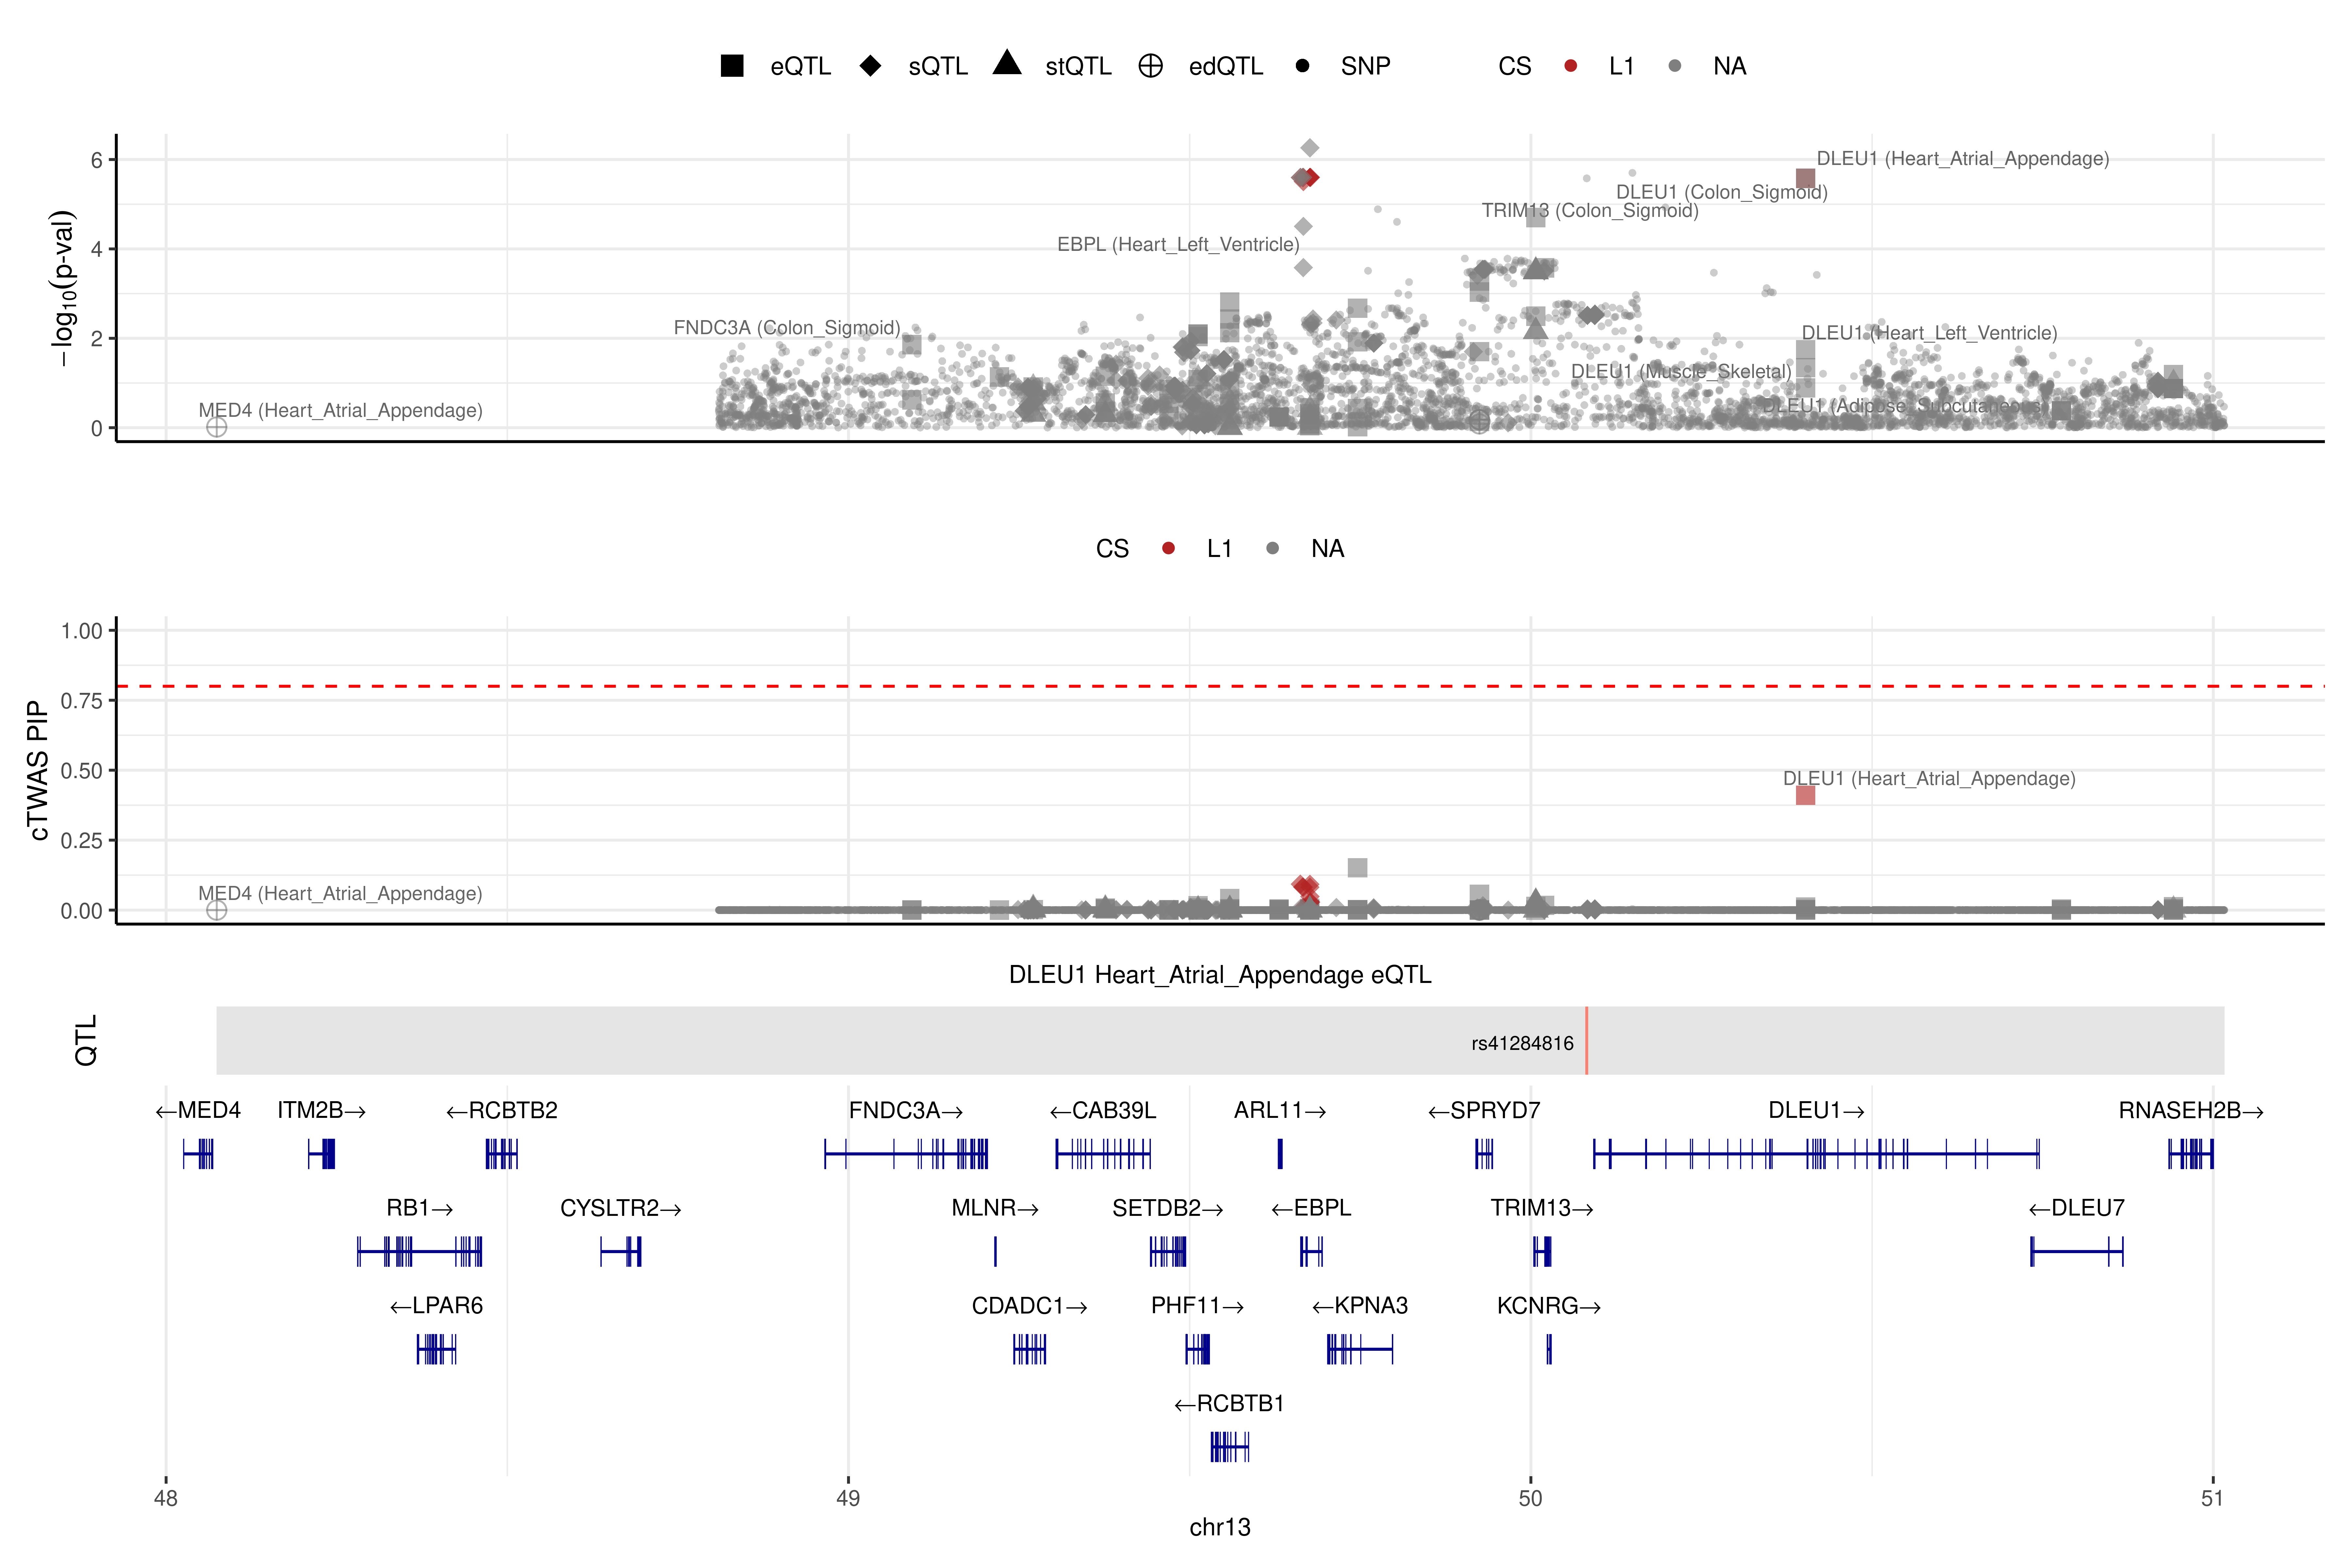 eQTL sQTL stQTL edQTL SNP CS L1 NA
−log10(p-val)
6
4
2
0
DLEU1 (Heart_Atrial_Appendage)
DLEU1 (Colon_Sigmoid)
TRIM13 (Colon_Sigmoid)
EBPL (Heart_Left_Ventricle)
FNDC3A (Colon_Sigmoid)
DLEU1 (Heart_Left_Ventricle)
DLEU1 (Muscle_Skeletal)
MED4 (Heart_Atrial_Appendage)
DLEU1 (Adipose_Subcutaneous)
CS L1 NA
cTWAS PIP
1.00
0.75
0.50
0.25
0.00
DLEU1 (Heart_Atrial_Appendage)
MED4 (Heart_Atrial_Appendage)
DLEU1 Heart_Atrial_Appendage eQTL
QTL
rs41284816
←MED4 ITM2B→ ←RCBTB2 FNDC3A→ ←CAB39L ARL11→ ←SPRYD7 DLEU1→ RNASEH2B→
RB1→ CYSLTR2→ MLNR→ SETDB2→ ←EBPL TRIM13→ ←DLEU7
←LPAR6 CDADC1→ PHF11→ ←KPNA3 KCNRG→
←RCBTB1
48 49 50 51
chr13